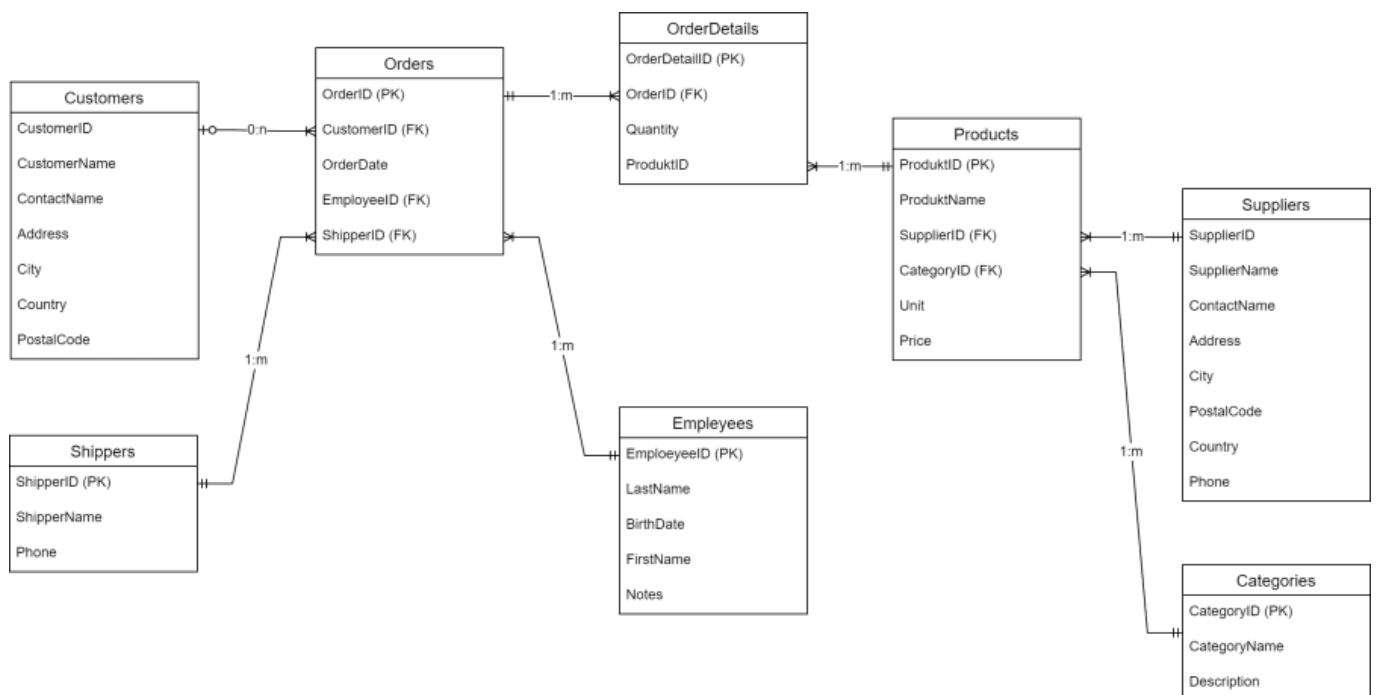 OrderDetails
OrderDetailID (PK)
OrderID (FK)
Quantity
ProduktID
Orders
OrderID (PK)
CustomerID (FK)
OrderDate
EmployeeID (FK)
ShipperID (FK)
Customers
CustomerID
CustomerName
ContactName
Address
City
Country
PostalCode
0:n
1:m
1:m
Products
ProduktID (PK)
ProduktName
SupplierID (FK)
CategoryID (FK)
Unit
Price
1:m
Suppliers
SupplierID
SupplierName
ContactName
Address
City
PostalCode
Country
Phone
1:m
1:m
1:m
Shippers
ShipperID (PK)
ShipperName
Phone
Empleyees
EmploeyeeID (PK)
LastName
BirthDate
FirstName
Notes
Categories
CategoryID (PK)
CategoryName
Description